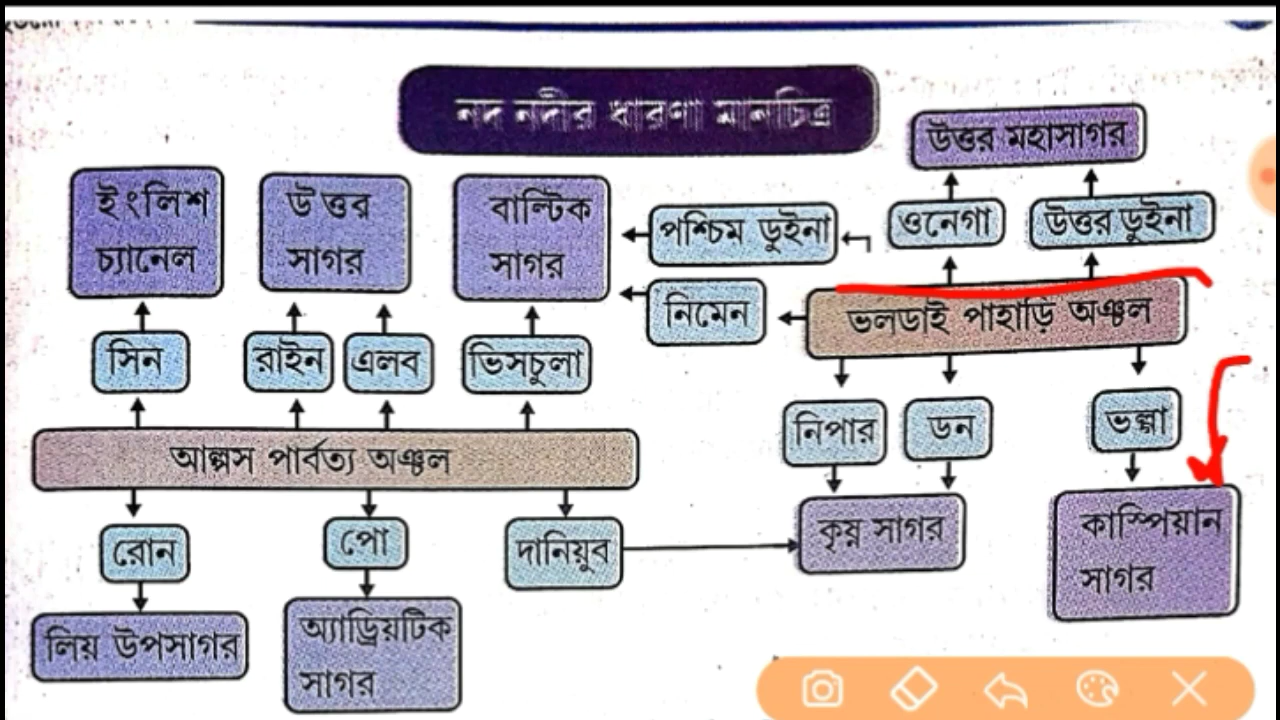 নদ নদীর ধারণা মানচিত্র
উত্তর মহাসাগর
ইংলিশ
চ্যানেল
উত্তর
সাগর
বাল্টিক
সাগর
পশ্চিম ডুইনা
ওনেগা
উত্তর ডুইনা
নিমেন
ভলডাই পাহাড়ি অঞ্চল
সিন
রাইন
এলব
ভিসচুলা
নিপার
ডন
ভল্গা
আল্পস পার্বত্য অঞ্চল
রোন
পো
দানিয়ুব
কৃষ্ণ সাগর
কাস্পিয়ান
সাগর
লিয় উপসাগর
অ্যাড্রিয়টিক
সাগর